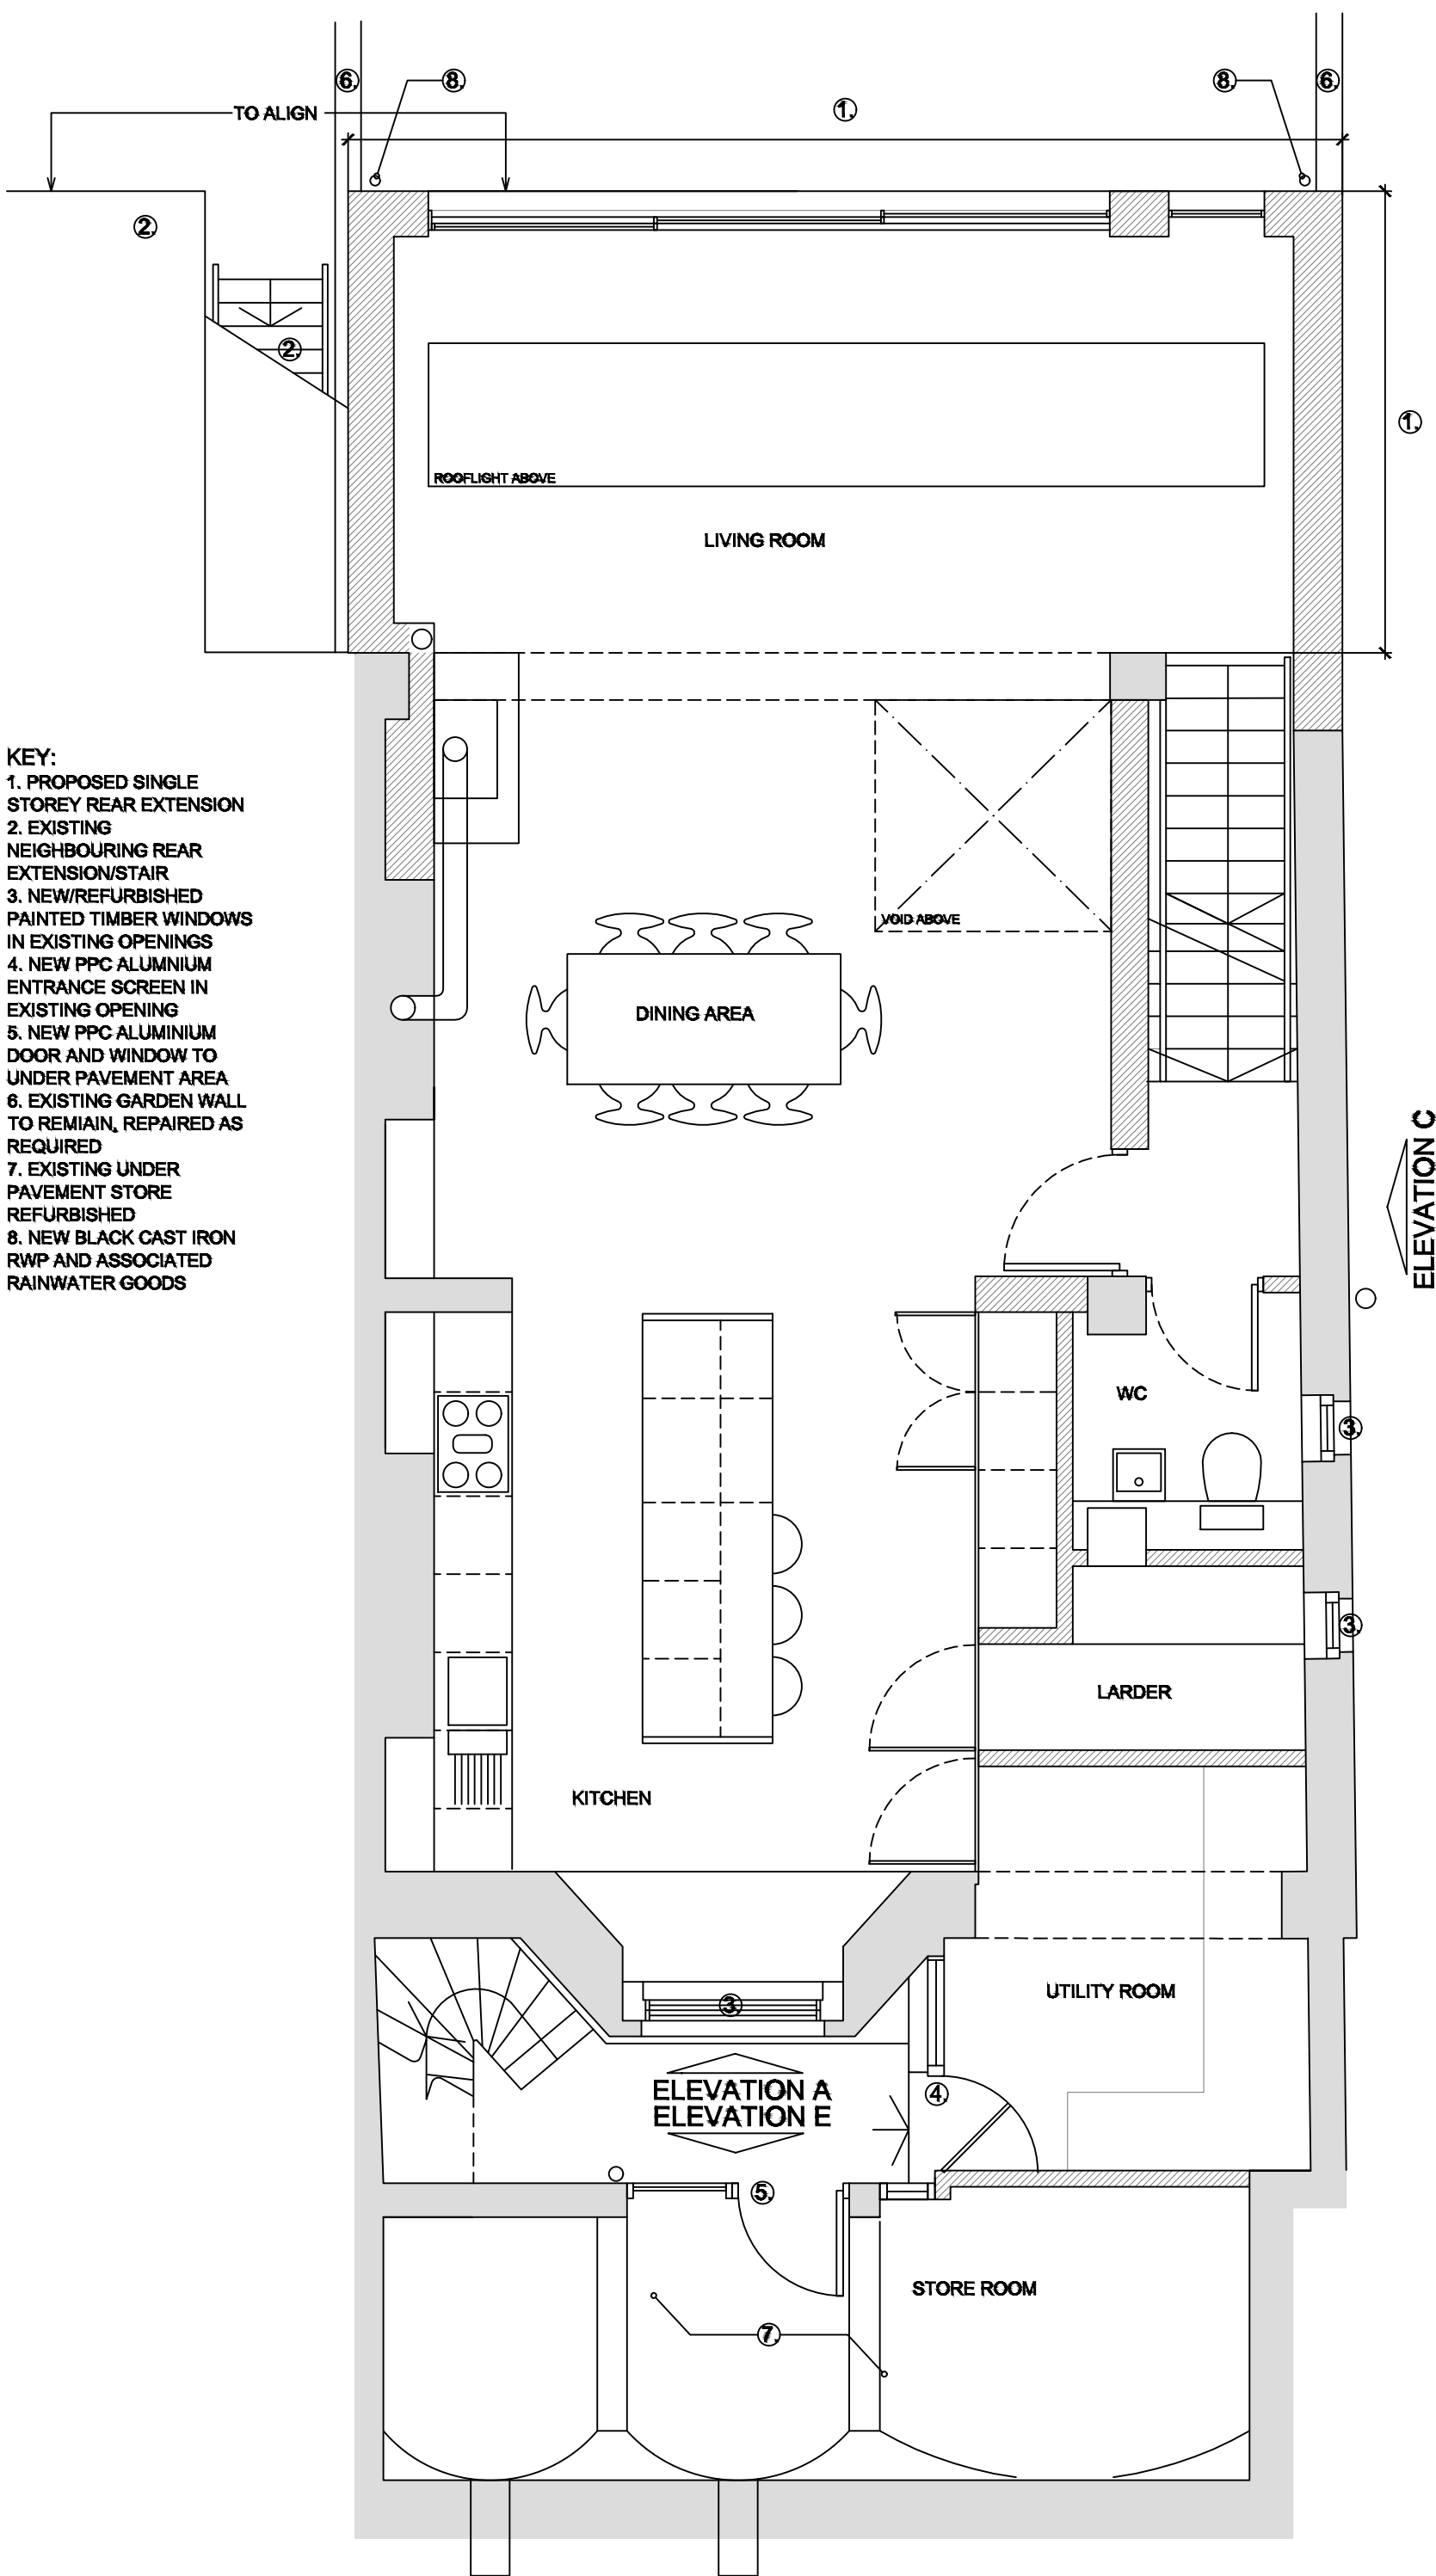 6.
8.
8.
6.
TO ALIGN
1.
2.
2.
1.
ROOFLIGHT ABOVE
LIVING ROOM
KEY:
1. PROPOSED SINGLE
STOREY REAR EXTENSION
2. EXISTING
NEIGHBOURING REAR
EXTENSION/STAIR
3. NEW/REFURBISHED
PAINTED TIMBER WINDOWS
IN EXISTING OPENINGS
4. NEW PPC ALUMNIUM
ENTRANCE SCREEN IN
EXISTING OPENING
5. NEW PPC ALUMINIUM
DOOR AND WINDOW TO
UNDER PAVEMENT AREA
6. EXISTING GARDEN WALL
TO REMIAIN, REPAIRED AS
REQUIRED
7. EXISTING UNDER
PAVEMENT STORE
REFURBISHED
8. NEW BLACK CAST IRON
RWP AND ASSOCIATED
RAINWATER GOODS
VOID ABOVE
DINING AREA
ELEVATION C
WC
3.
3.
LARDER
KITCHEN
UTILITY ROOM
3.
ELEVATION A
ELEVATION E
4.
5.
STORE ROOM
7.